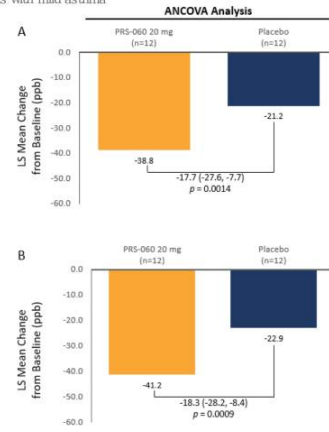 s with mild asthma
ANCOVA Analysis
A
PRS-060 20 mg
(n=12)
Placebo
(n=12)
LS Mean Change
from Baseline (ppb)
0.0
-10.0
-20.0
-30.0
-40.0
-50.0
-60.0
-21.2
-38.8
-17.7 (-27.6, -7.7)
p = 0.0014
B
PRS-060 20 mg
(n=12)
Placebo
(n=12)
LS Mean Change
from Baseline (ppb)
0.0
-10.0
-20.0
-30.0
-40.0
-50.0
-60.0
-22.9
-41.2
-18.3 (-28.2, -8.4)
p = 0.0009